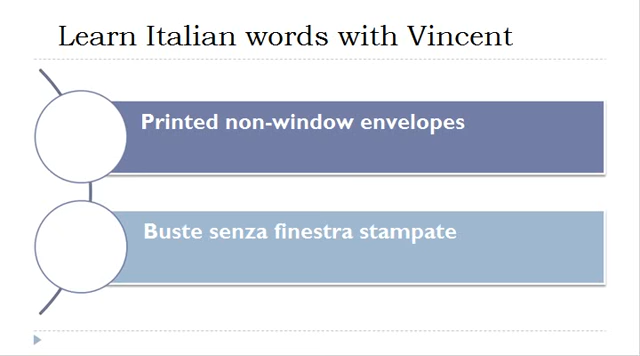 Learn Italian words with Vincent
Printed non-window envelopes
Buste senza finestra stampate